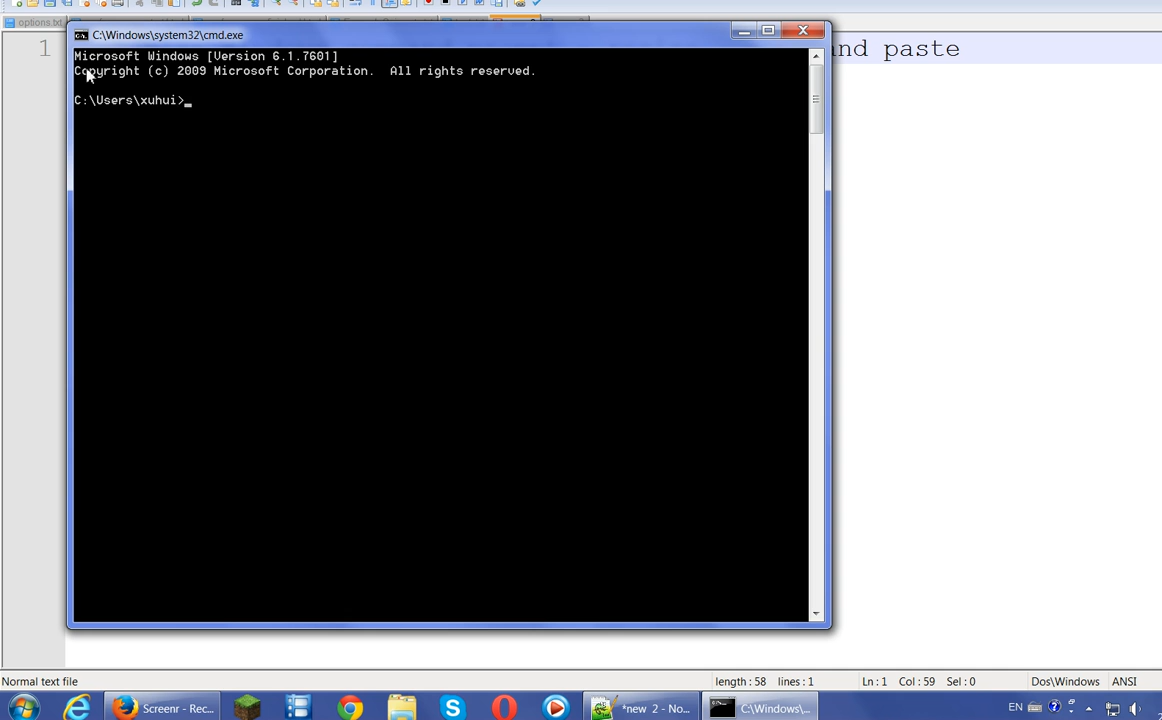 options.txt
C:\Windows\system32\cmd.exe
1
and paste
Microsoft Windows [Version 6.1.7601]
Copyright (c) 2009 Microsoft Corporation. All rights reserved.
C:\Users\xuhui>_
Normal text file
length : 58 lines : 1
Ln : 1 Col : 59 Sel : 0
Dos\Windows
ANSI
Screenr - Rec...
*new 2 - No...
C:\Windows\...
EN